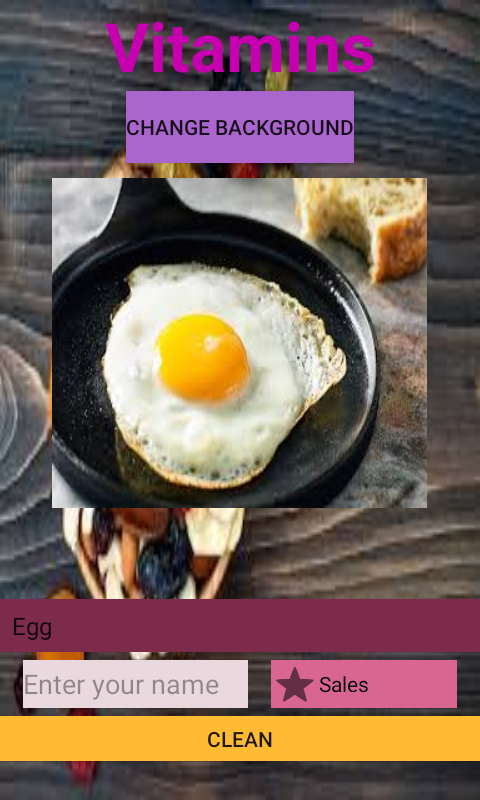 Vitamins
CHANGE BACKGROUND
Egg
Enter your name
Sales
CLEAN